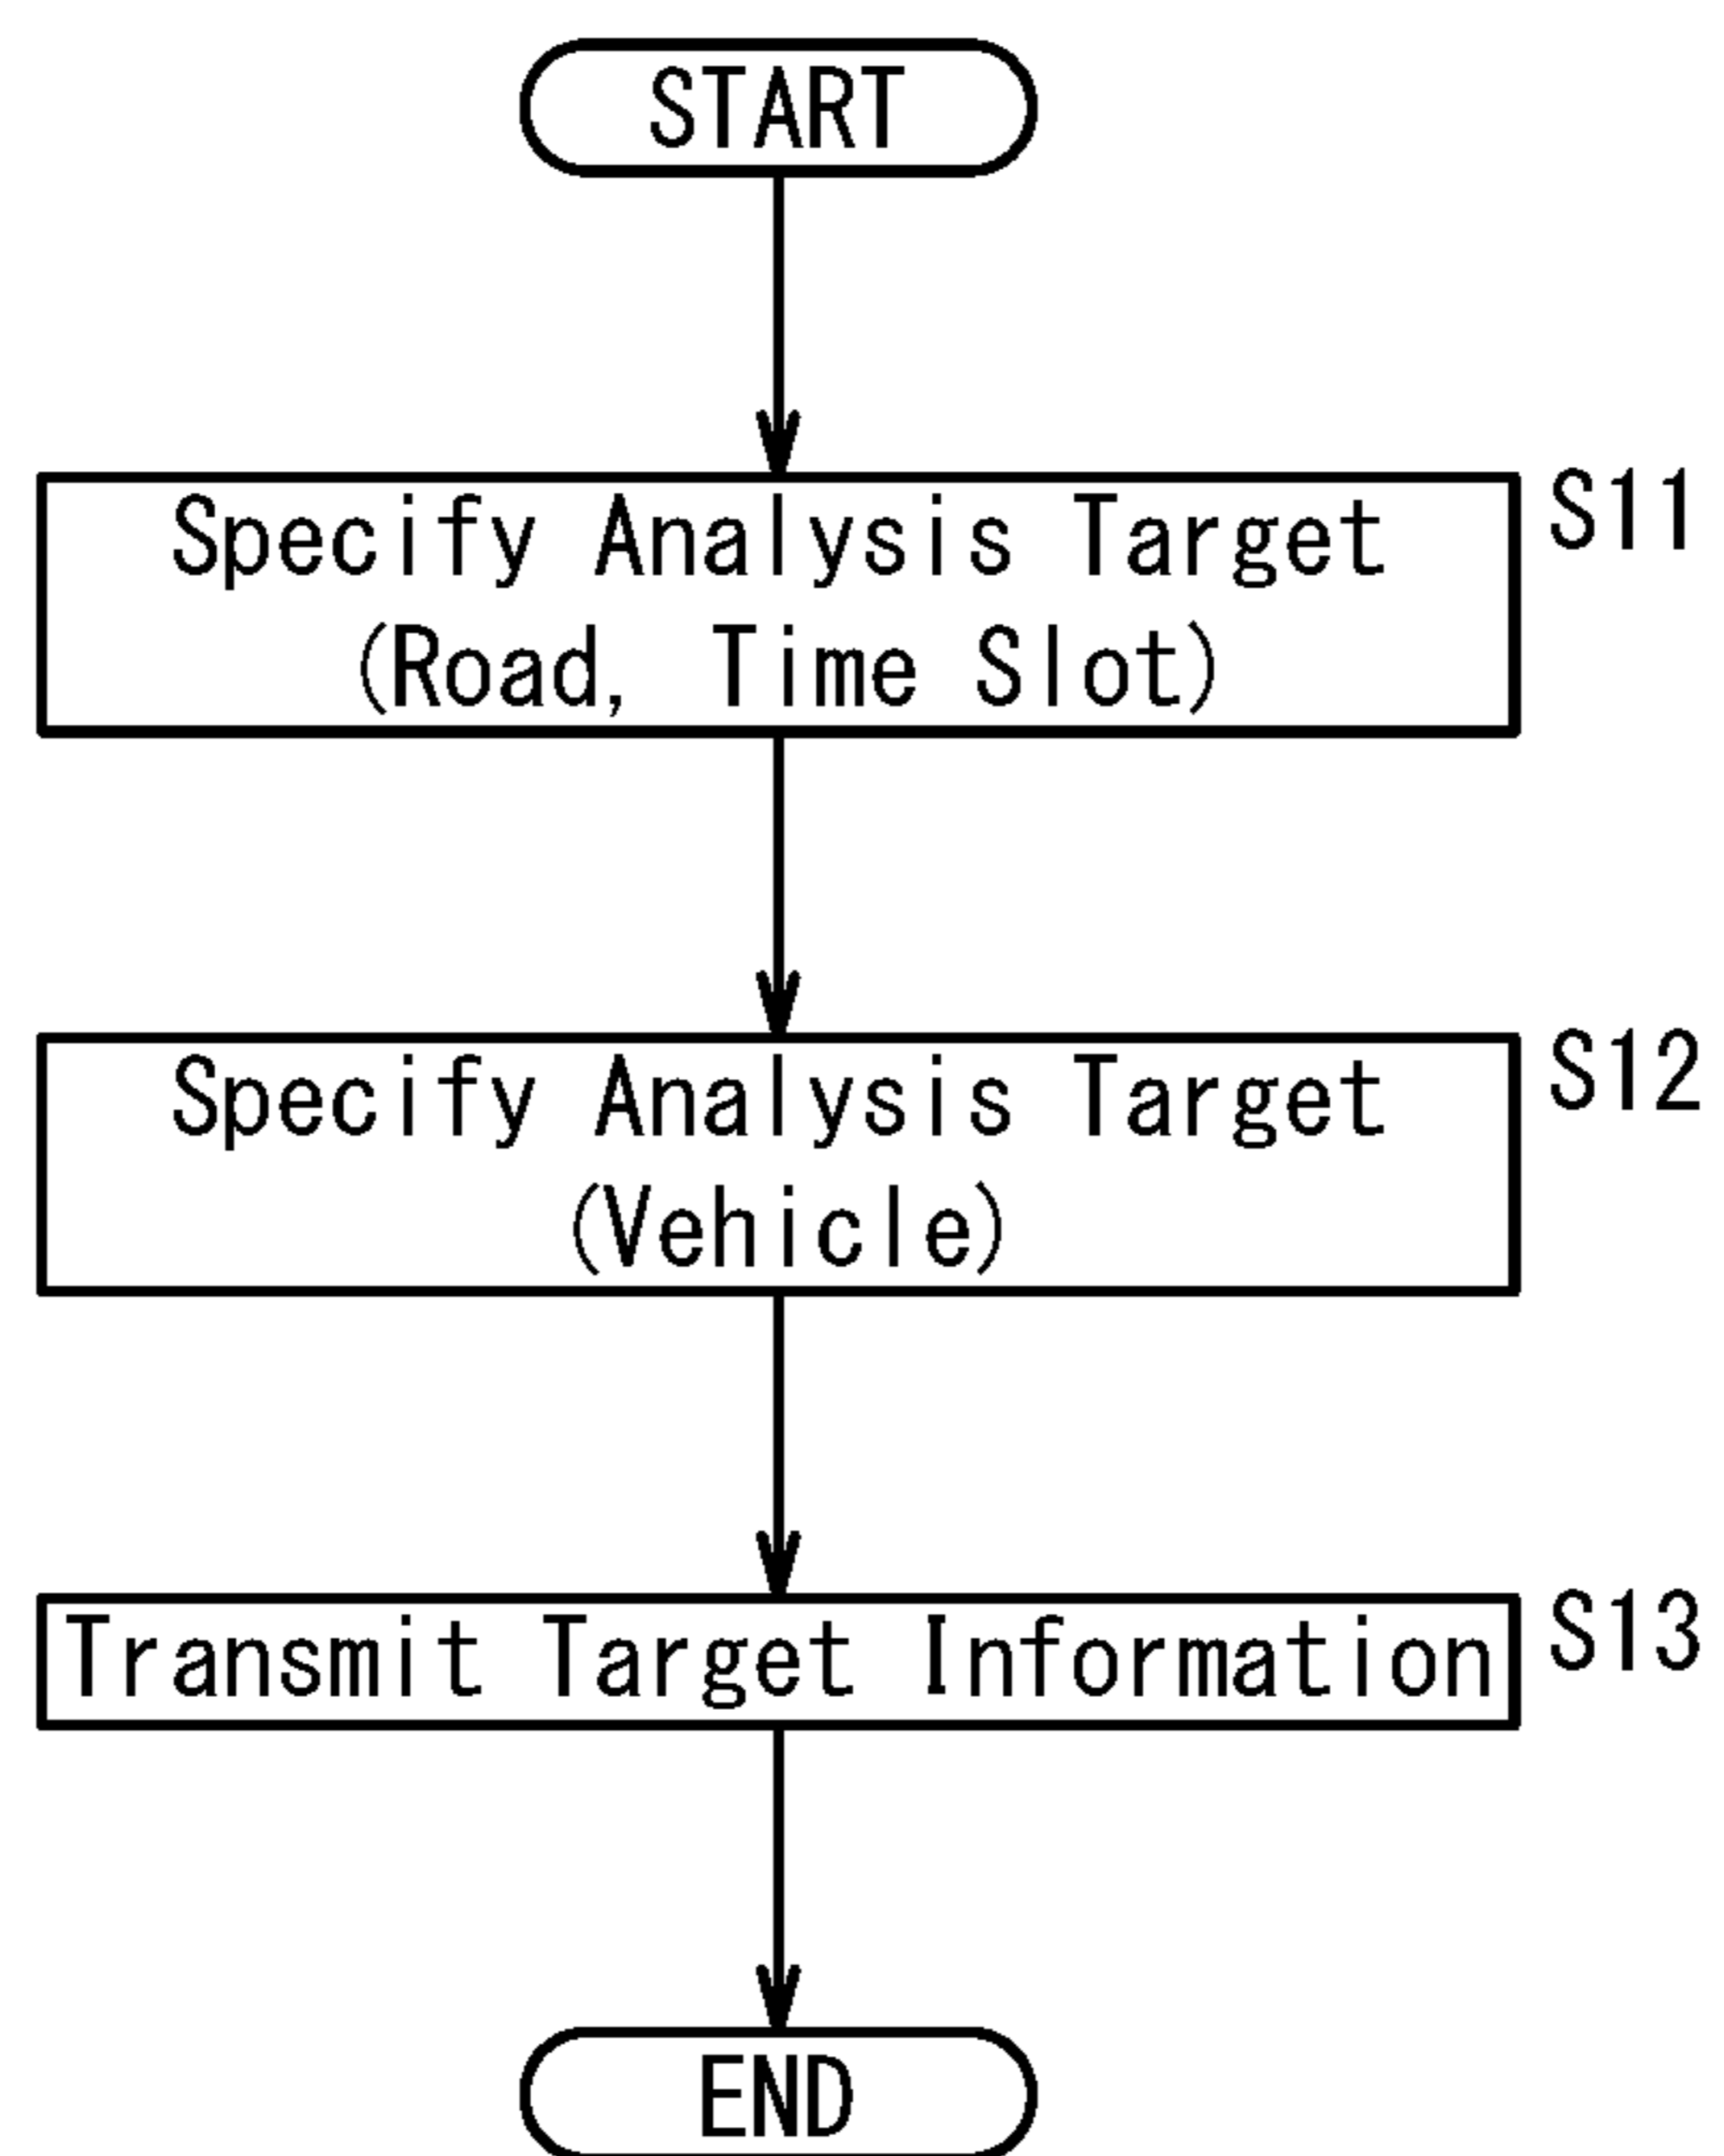 START
Specify Analysis Target
(Road, Time Slot)
S11
Specify Analysis Target
(Vehicle)
S12
Transmit Target Information
S13
END